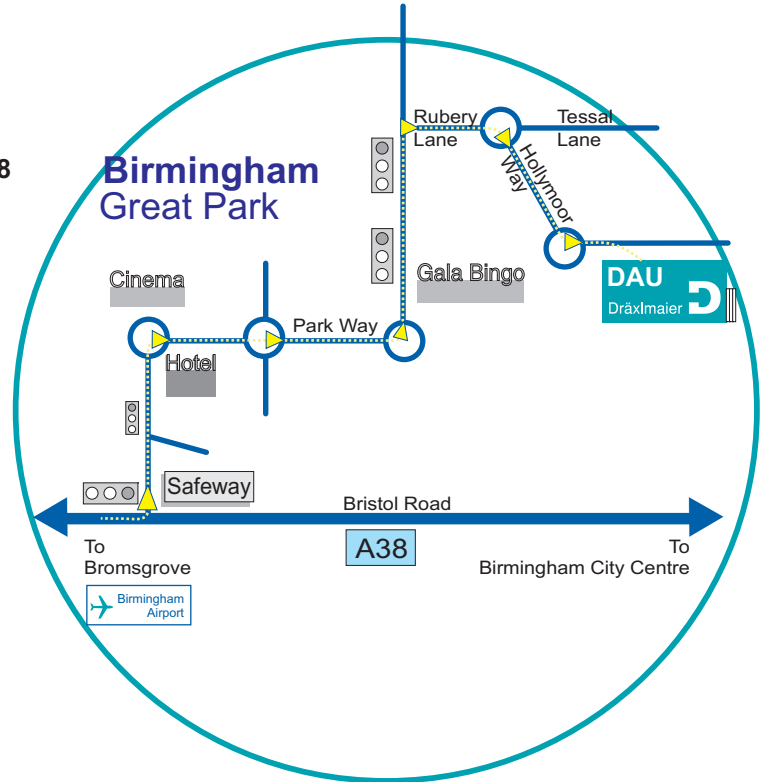 8
Birmingham
Great Park
Rubery
Lane
Tessal
Lane
Hollymoor
Way
Cinema
Gala Bingo
DAU
Dräxlmaier
D
Park Way
Hotel
Safeway
Bristol Road
A38
To
Bromsgrove
To
Birmingham City Centre
Birmingham
Airport